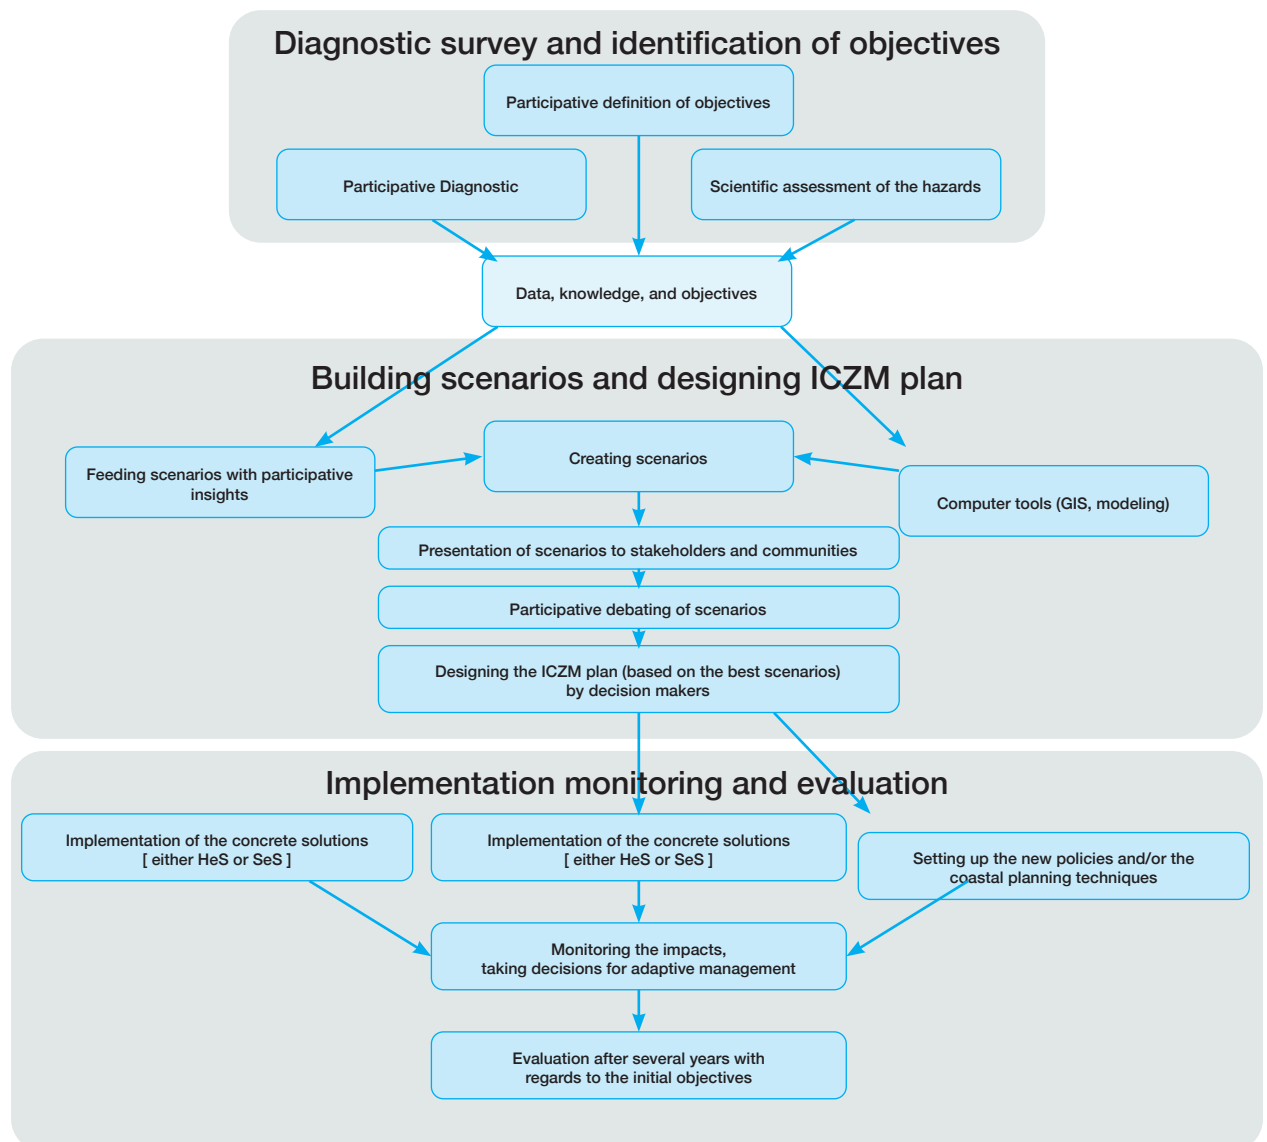 Diagnostic survey and identification of objectives
Participative definition of objectives
Participative Diagnostic
Scientific assessment of the hazards
Data, knowledge, and objectives
Building scenarios and designing ICZM plan
Feeding scenarios with participative
insights
Creating scenarios
Computer tools (GIS, modeling)
Presentation of scenarios to stakeholders and communities
Participative debating of scenarios
Designing the ICZM plan (based on the best scenarios)
by decision makers
Implementation monitoring and evaluation
Implementation of the concrete solutions
[ either HeS or SeS ]
Implementation of the concrete solutions
[ either HeS or SeS ]
Setting up the new policies and/or the
coastal planning techniques
Monitoring the impacts,
taking decisions for adaptive management
Evaluation after several years with
regards to the initial objectives